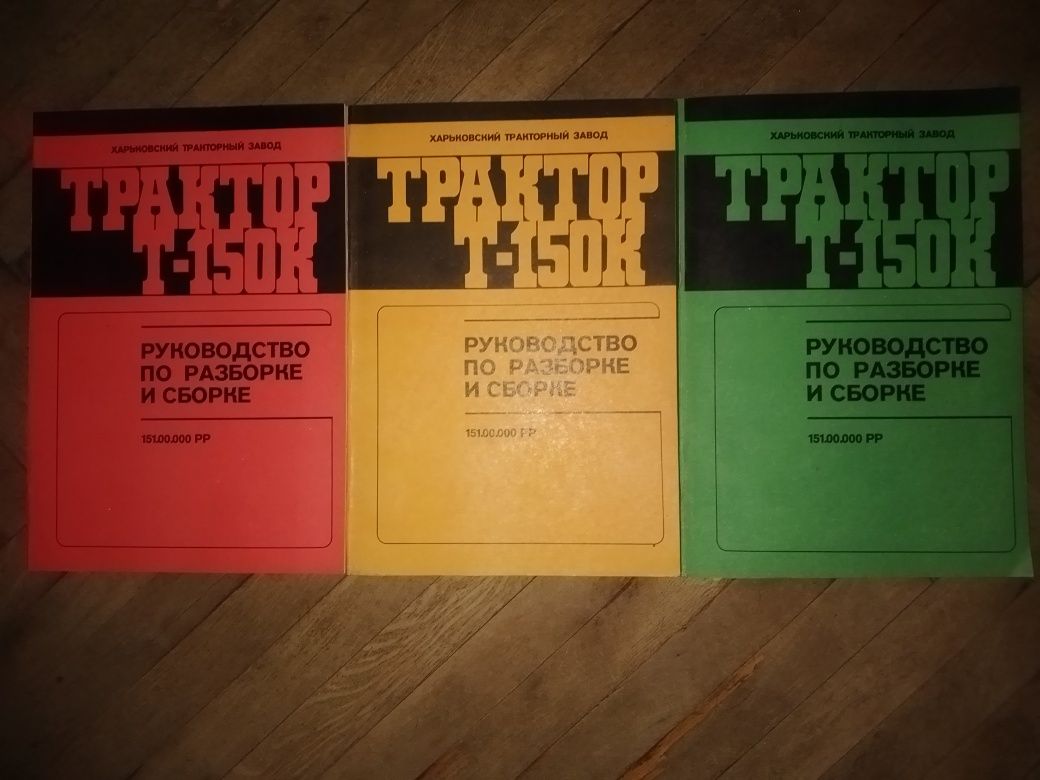 ХАРЬКОВСКИЙ ТРАКТОРНЫЙ ЗАВОД
ТРАКТОР
Т-150К
РУКОВОДСТВО
ПО РАЗБОРКЕ
И СБОРКЕ
151.00.000 РР
ХАРЬКОВСКИЙ ТРАКТОРНЫЙ ЗАВОД
ТРАКТОР
Т-150К
РУКОВОДСТВО
ПО РАЗБОРКЕ
И СБОРКЕ
151.00.000 РР
ХАРЬКОВСКИЙ ТРАКТОРНЫЙ ЗАВОД
ТРАКТОР
Т-150К
РУКОВОДСТВО
ПО РАЗБОРКЕ
И СБОРКЕ
151.00.000 РР